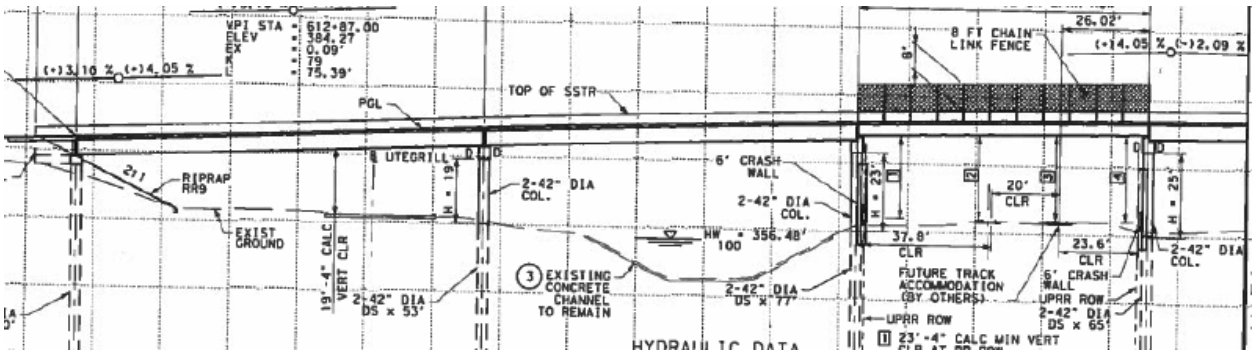 VPI STA = 612+87.00
ELEV = 384.27
EX = 0.09'
K = 79
L = 75.39'
(+)3.10 % (+)4.05 %
26.02'
8 FT CHAIN
LINK FENCE
(+)4.05 % (-)2.09 %
6'
TOP OF SSTR
PGL
2:1
RIPRAP
RR9
EXIST
GROUND
19'-4" CALC
VERT CLR
UTEGRILL
H = 19'
D D
2-42" DIA
COL.
2-42" DIA
DS x 53'
3 EXISTING
CONCRETE
CHANNEL
TO REMAIN
HW
100 = 356.48'
6' CRASH
WALL
2-42" DIA
COL.
2-42" DIA
DS x 77'
H = 23'
1
2
3
4
20'
CLR
37.8'
CLR
23.6'
CLR
FUTURE TRACK
ACCOMMODATION
(BY OTHERS)
D D
H = 25'
2-42" DIA
COL.
6' CRASH
WALL
UPRR ROW
2-42" DIA
DS x 65'
UPRR ROW
1 23'-4" CALC MIN VERT
HYDRAULIC DATA